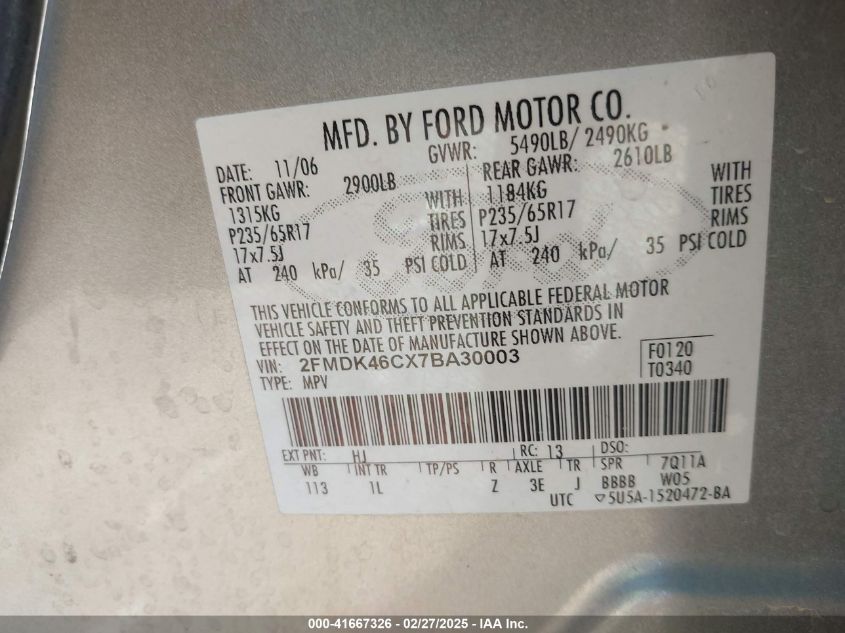 MFD. BY FORD MOTOR CO.
DATE: 11/06 GVWR: 5490LB/ 2490KG
FRONT GAWR: 2900LB REAR GAWR: 2610LB
1315KG WITH 1184KG WITH
P235/65R17 TIRES P235/65R17 TIRES
17x7.5J RIMS 17x7.5J RIMS
AT 240 kPa/ 35 PSI COLD AT 240 kPa/ 35 PSI COLD
THIS VEHICLE CONFORMS TO ALL APPLICABLE FEDERAL MOTOR
VEHICLE SAFETY AND THEFT PREVENTION STANDARDS IN
EFFECT ON THE DATE OF MANUFACTURE SHOWN ABOVE.
VIN: 2FMDK46CX7BA30003 F0120
TYPE: MPV T0340
EXT PNT: HJ RC: 13 DSO:
WB INT TR TP/PS R AXLE TR SPR 7Q11A
113 1L Z 3E J BBBB W05
UTC ▽5U5A-1520472-BA
000-41667326 - 02/27/2025 - IAA Inc.